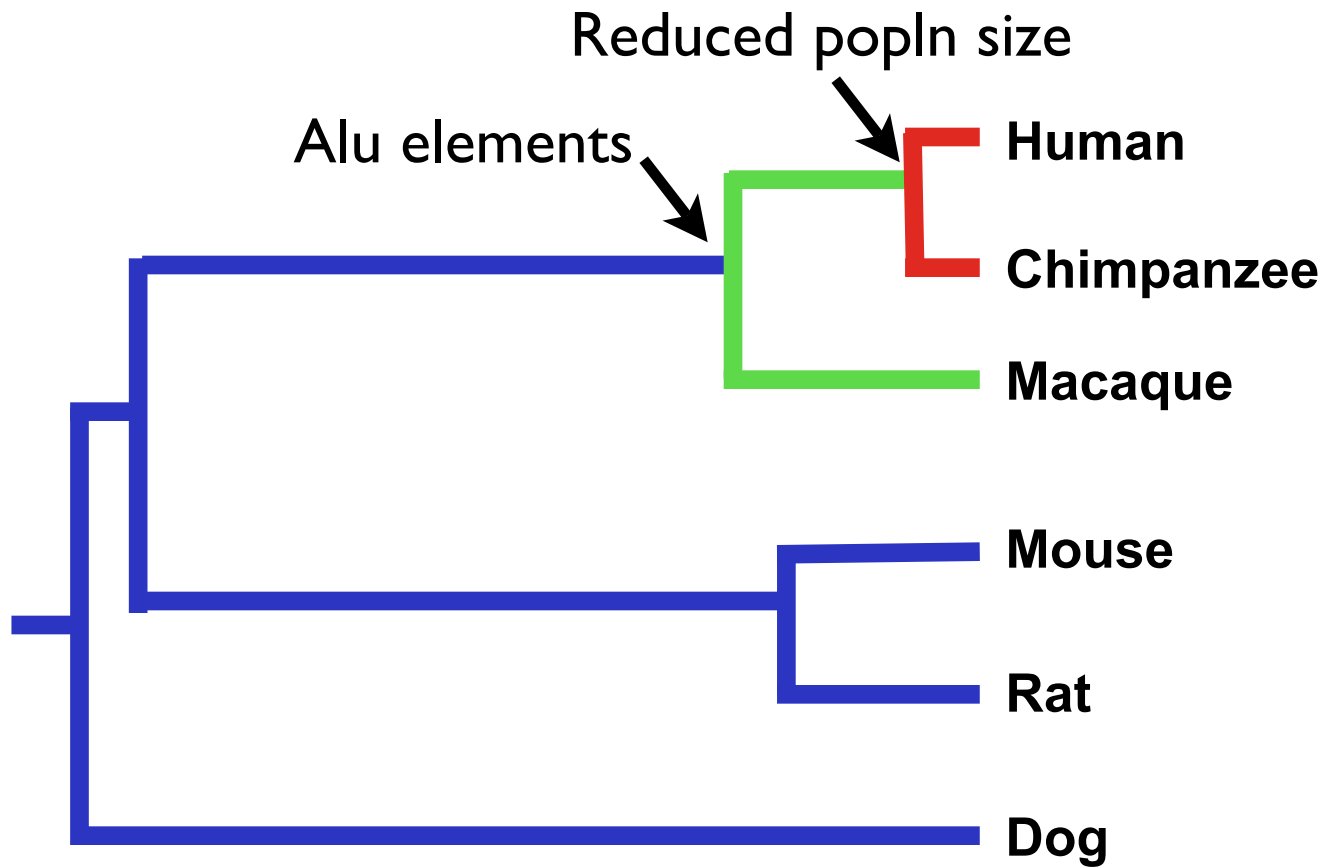 Reduced popln size
Alu elements
Human
Chimpanzee
Macaque
Mouse
Rat
Dog